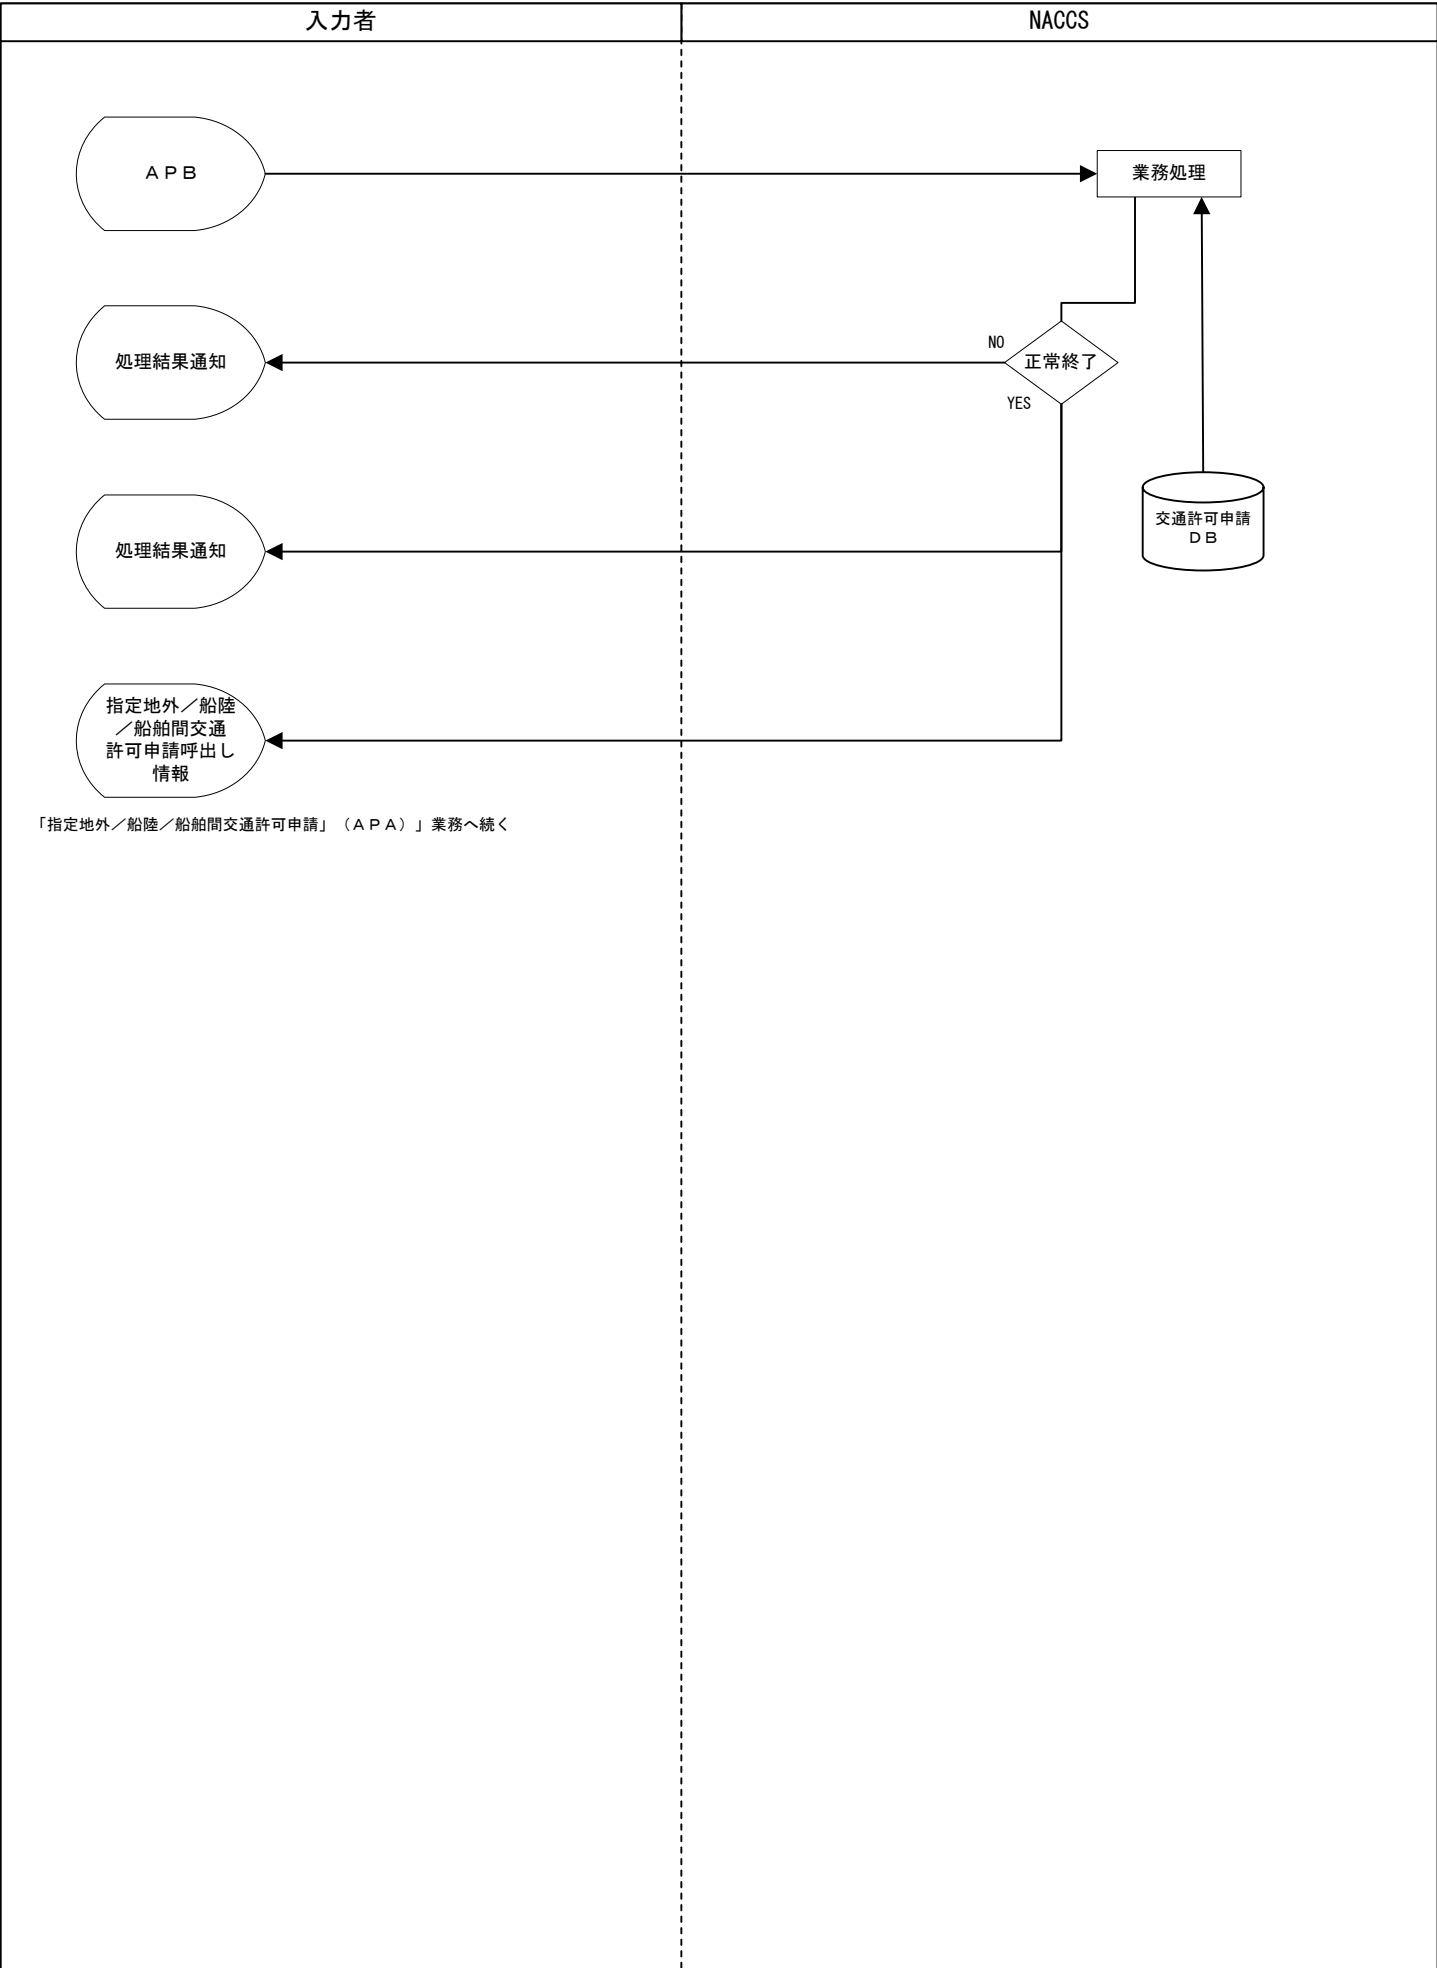 入力者
NACCS
ＡＰＢ
業務処理
処理結果通知
NO
正常終了
YES
処理結果通知
交通許可申請
ＤＢ
指定地外／船陸
／船舶間交通
許可申請呼出し
情報
「指定地外／船陸／船舶間交通許可申請」（ＡＰＡ）」業務へ続く